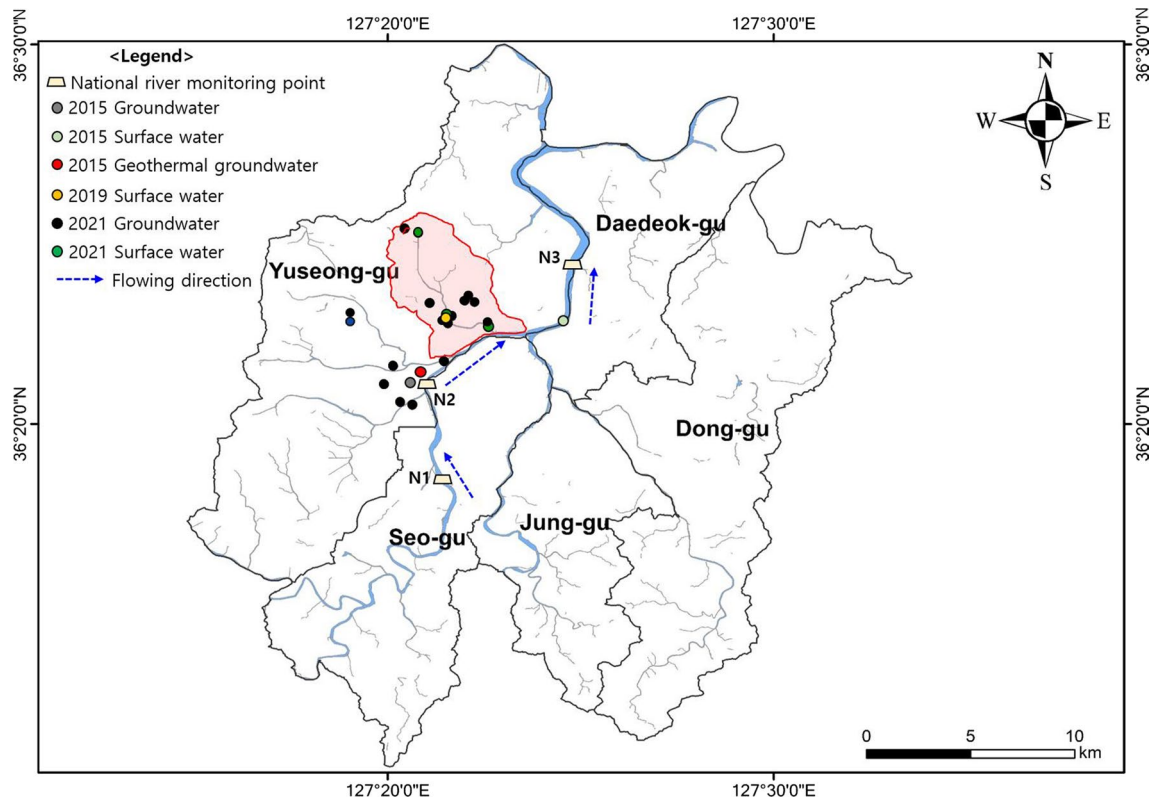 127°20'0"E 127°30'0"E
36°30'0"N
36°30'0"N
<Legend>
National river monitoring point
2015 Groundwater
2015 Surface water
2015 Geothermal groundwater
2019 Surface water
2021 Groundwater
2021 Surface water
Flowing direction
N
W E
S
Daedeok-gu
N3
Yuseong-gu
N2
36°20'0"N
36°20'0"N
Dong-gu
N1
Jung-gu
Seo-gu
0 5 10
km
127°20'0"E 127°30'0"E